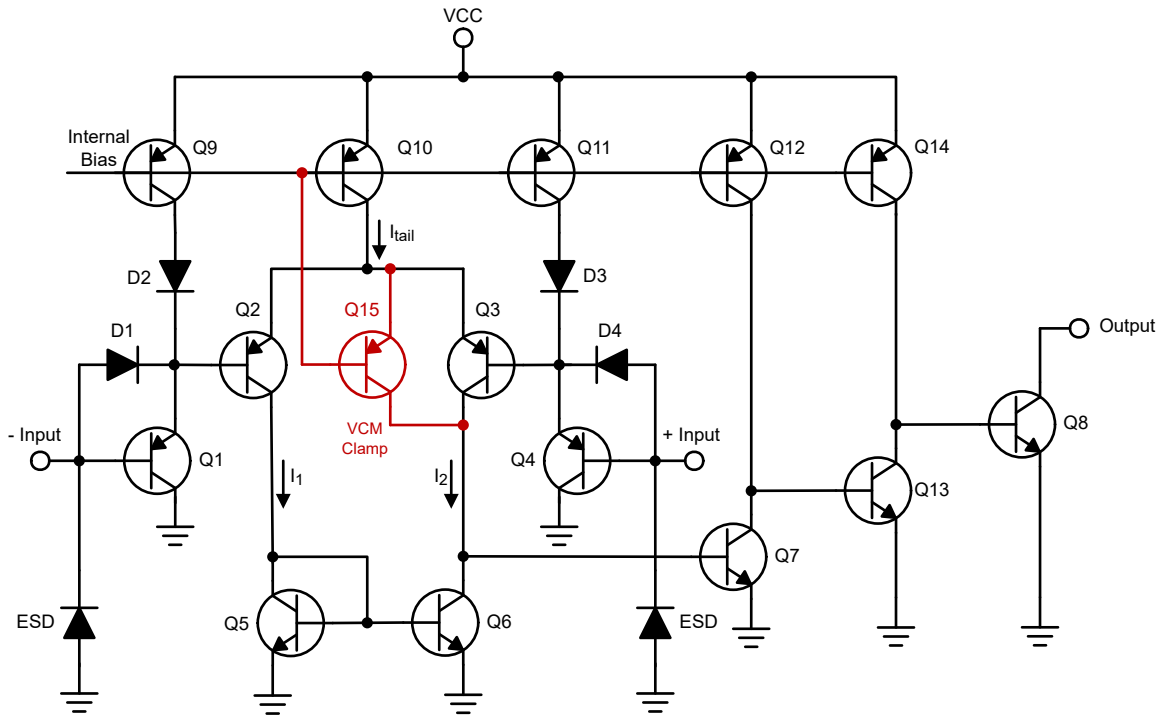 VCC
Internal
Bias
Q9
Q10
Q11
Q12
Q14
Itail
D2
D3
Q2
Q15
Q3
D1
D4
Output
VCM
Clamp
- Input
+ Input
Q1
Q4
Q8
I1
I2
Q13
Q7
ESD
Q5
Q6
ESD